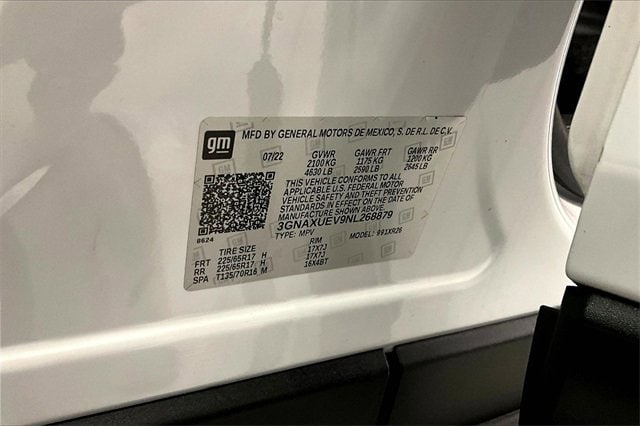 gm
MFD BY GENERAL MOTORS DE MEXICO, S. DE R.L. DE C.V.
07/22 GVWR GAWR FRT GAWR RR
2100 KG 1175 KG 1200 KG
4630 LB 2590 LB 2645 LB
THIS VEHICLE CONFORMS TO ALL
APPLICABLE U.S. FEDERAL MOTOR
VEHICLE SAFETY AND THEFT PREVENTION
STANDARDS IN EFFECT ON THE DATE OF
MANUFACTURE SHOWN ABOVE.
3GNAXUEV9NL268879
8624 TYPE: MPV MODEL: 991XR26
TIRE SIZE RIM
FRT 225/65R17 H 17X7J
RR 225/65R17 H 17X7J
SPA T135/70R16 M 16X4BT